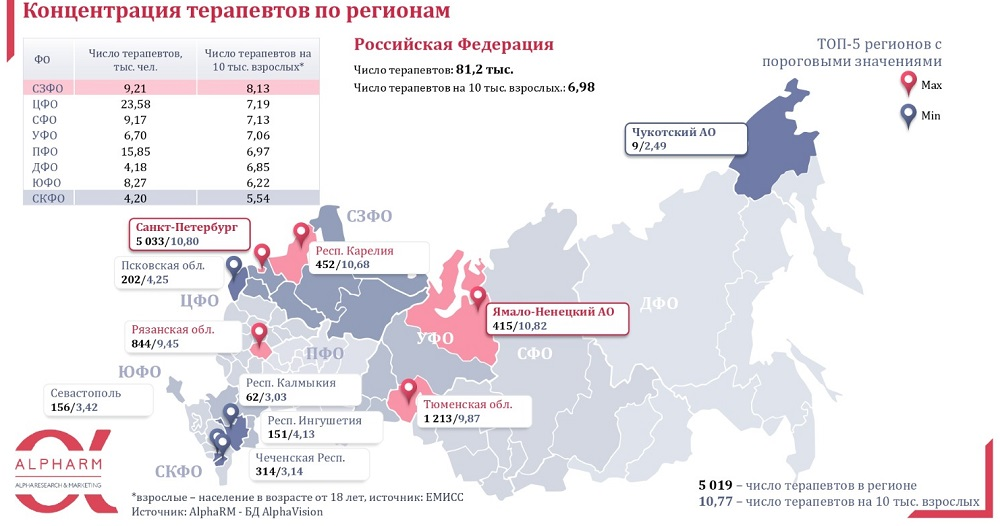 Концентрация терапевтов по регионам
ФО
Число терапевтов,
тыс. чел.
Число терапевтов на
10 тыс. взрослых*
СЗФО 9,21 8,13
ЦФО 23,58 7,19
СФО 9,17 7,13
УФО 6,70 7,06
ПФО 15,85 6,97
ДФО 4,18 6,85
ЮФО 8,27 6,22
СКФО 4,20 5,54
Российская Федерация
Число терапевтов: 81,2 тыс.
Число терапевтов на 10 тыс. взрослых.: 6,98
ТОП-5 регионов с
пороговыми значениями
Max
Min
Чукотский АО
9/2,49
СЗФО
Санкт-Петербург
5 033/10,80
Респ. Карелия
452/10,68
Псковская обл.
202/4,25
ЦФО
Ямало-Ненецкий АО
415/10,82
ДФО
Рязанская обл.
844/9,45
УФО
СФО
ПФО
ЮФО
Севастополь
156/3,42
Респ. Калмыкия
62/3,03
Тюменская обл.
1 213/9,87
Респ. Ингушетия
151/4,13
Чеченская Респ.
314/3,14
СКФО
ALPHARM
ALPHA RESEARCH & MARKETING
*взрослые – население в возрасте от 18 лет, источник: ЕМИСС
Источник: AlphaRM - БД AlphaVision
5 019 – число терапевтов в регионе
10,77 – число терапевтов на 10 тыс. взрослых